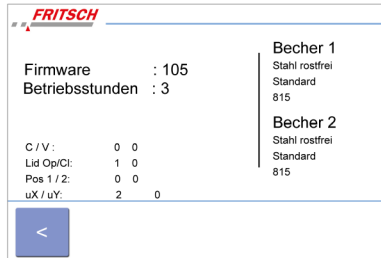 FRITSCH
Firmware : 105
Betriebsstunden : 3
C / V : 0 0
Lid Op/Cl: 1 0
Pos 1 / 2: 0 0
uX / uY: 2 0
Becher 1
Stahl rostfrei
Standard
815
Becher 2
Stahl rostfrei
Standard
815
<